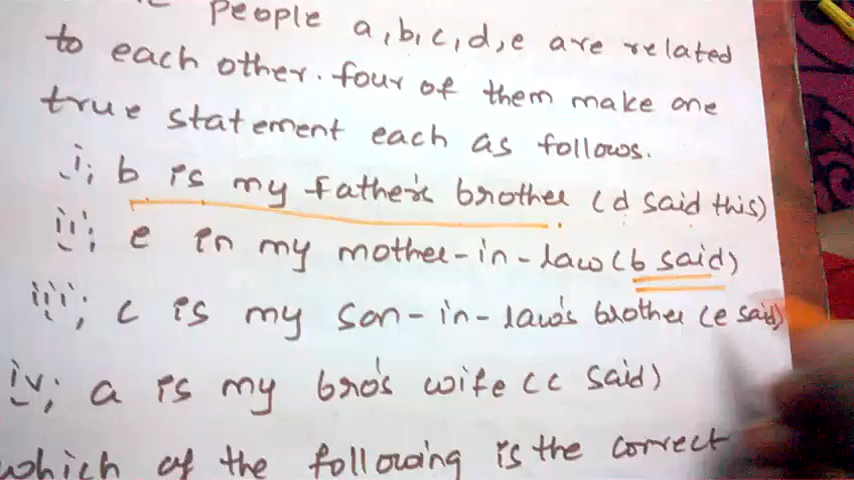 People a, b, c, d, e are related
to each other. four of them make one
true statement each as follows.
i; b is my father's brother (d said this)
ii; e in my mother-in-law (b said)
iii; c is my son-in-law's brother (e said)
iv; a is my bro's wife (c said)
which of the following is the correct